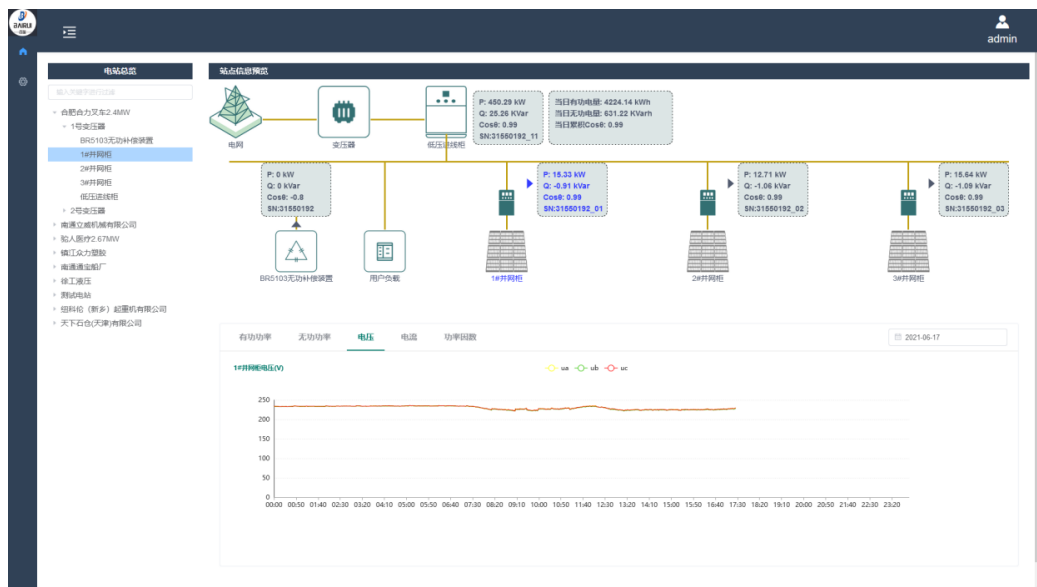 BAIRUI
admin
电站总览
输入关键字进行过滤
合肥合力叉车2.4MW
1号变压器
BR5103无功补偿装置
1#并网柜
2#并网柜
3#并网柜
低压进线柜
2号变压器
南通立威机械有限公司
验人医疗2.67MW
镇江众力塑胶
南通通宝船厂
徐工液压
测试电站
纽科伦（新乡）起重机有限公司
天下石仓(天津)有限公司
站点信息预览
电网
变压器
低压进线柜
P: 450.29 kW
Q: 25.26 KVar
Cosθ: 0.99
SN:31550192_11
当日有功电量: 4224.14 kWh
当日无功电量: 631.22 KVarh
当日累积Cosθ: 0.99
P: 0 kW
Q: 0 kVar
Cosθ: -0.8
SN:31550192
BR5103无功补偿装置
用户负载
P: 15.33 kW
Q: -0.91 kVar
Cosθ: 0.99
SN:31550192_01
1#并网柜
P: 12.71 kW
Q: -1.06 kVar
Cosθ: 0.99
SN:31550192_02
2#并网柜
P: 15.64 kW
Q: -1.09 kVar
Cosθ: 0.99
SN:31550192_03
3#并网柜
有功功率 无功功率 电压 电流 功率因数
2021-06-17
1#并网柜电压(V)
ua ub uc
250
200
150
100
50
0
00:00 00:50 01:40 02:30 03:20 04:10 05:00 05:50 06:40 07:30 08:20 09:10 10:00 10:50 11:40 12:30 13:20 14:10 15:00 15:50 16:40 17:30 18:20 19:10 20:00 20:50 21:40 22:30 23:20